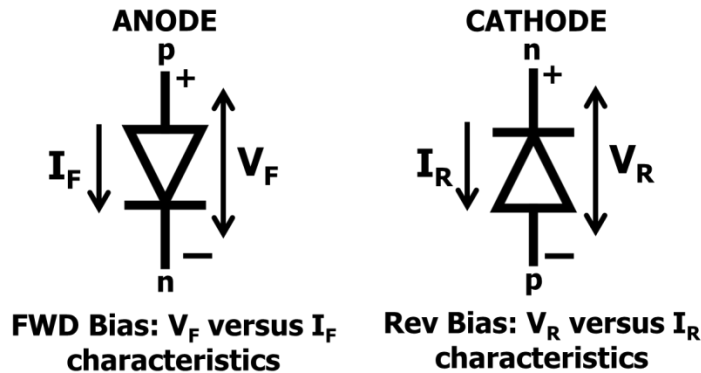 ANODE
p
+
I_F
V_F
−
n
FWD Bias: V_F versus I_F
characteristics
CATHODE
n
+
I_R
V_R
−
p
Rev Bias: V_R versus I_R
characteristics